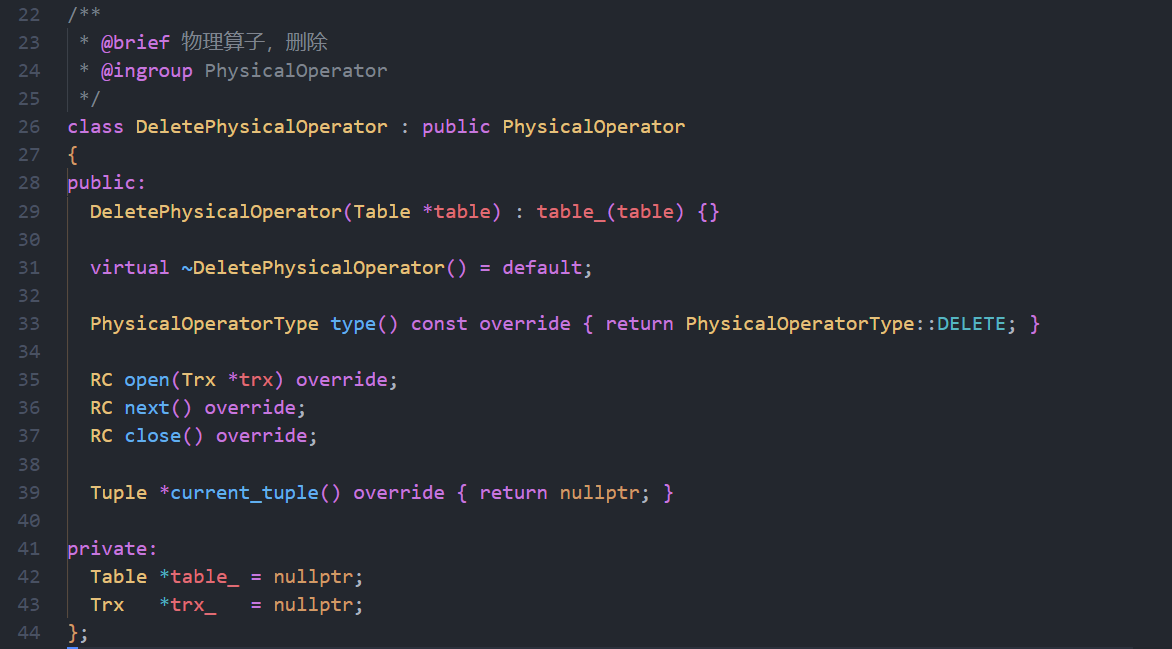 22 /**
23  * @brief 物理算子，删除
24  * @ingroup PhysicalOperator
25  */
26 class DeletePhysicalOperator : public PhysicalOperator
27 {
28 public:
29   DeletePhysicalOperator(Table *table) : table_(table) {}
30
31   virtual ~DeletePhysicalOperator() = default;
32
33   PhysicalOperatorType type() const override { return PhysicalOperatorType::DELETE; }
34
35   RC open(Trx *trx) override;
36   RC next() override;
37   RC close() override;
38
39   Tuple *current_tuple() override { return nullptr; }
40
41 private:
42   Table *table_ = nullptr;
43   Trx   *trx_   = nullptr;
44 };